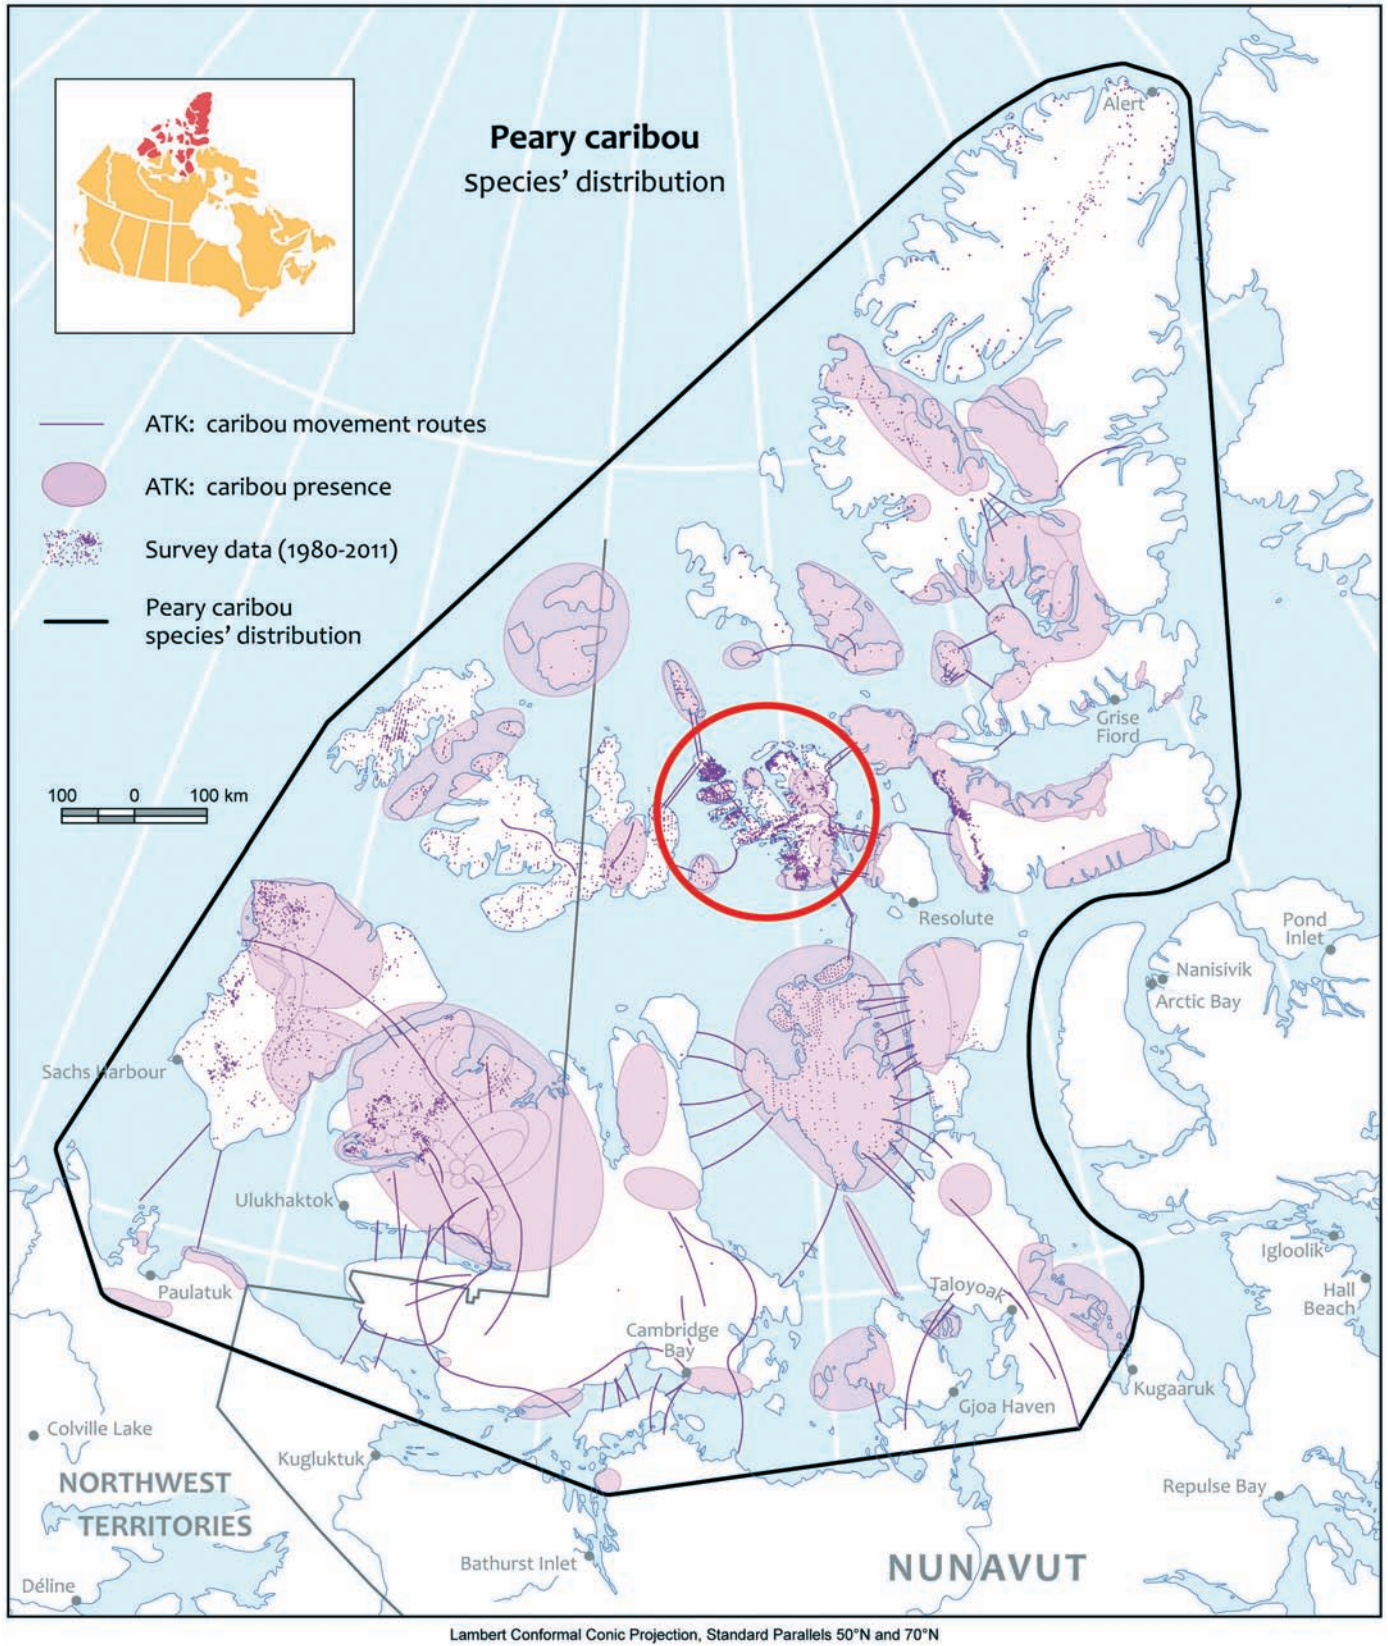 Peary caribou
Species' distribution
Alert
ATK: caribou movement routes
ATK: caribou presence
Survey data (1980-2011)
Peary caribou
species' distribution
100 0 100 km
Grise
Fiord
Resolute
Pond
Inlet
Nanisivik
Arctic Bay
Sachs Harbour
Ulukhaktok
Igloolik
Hall
Beach
Paulatuk
Taloyoak
Cambridge
Bay
Kugaaruk
Gjoa Haven
Colville Lake
Kugluktuk
NORTHWEST
TERRITORIES
Repulse Bay
Bathurst Inlet
NUNAVUT
Déline
Lambert Conformal Conic Projection, Standard Parallels 50°N and 70°N